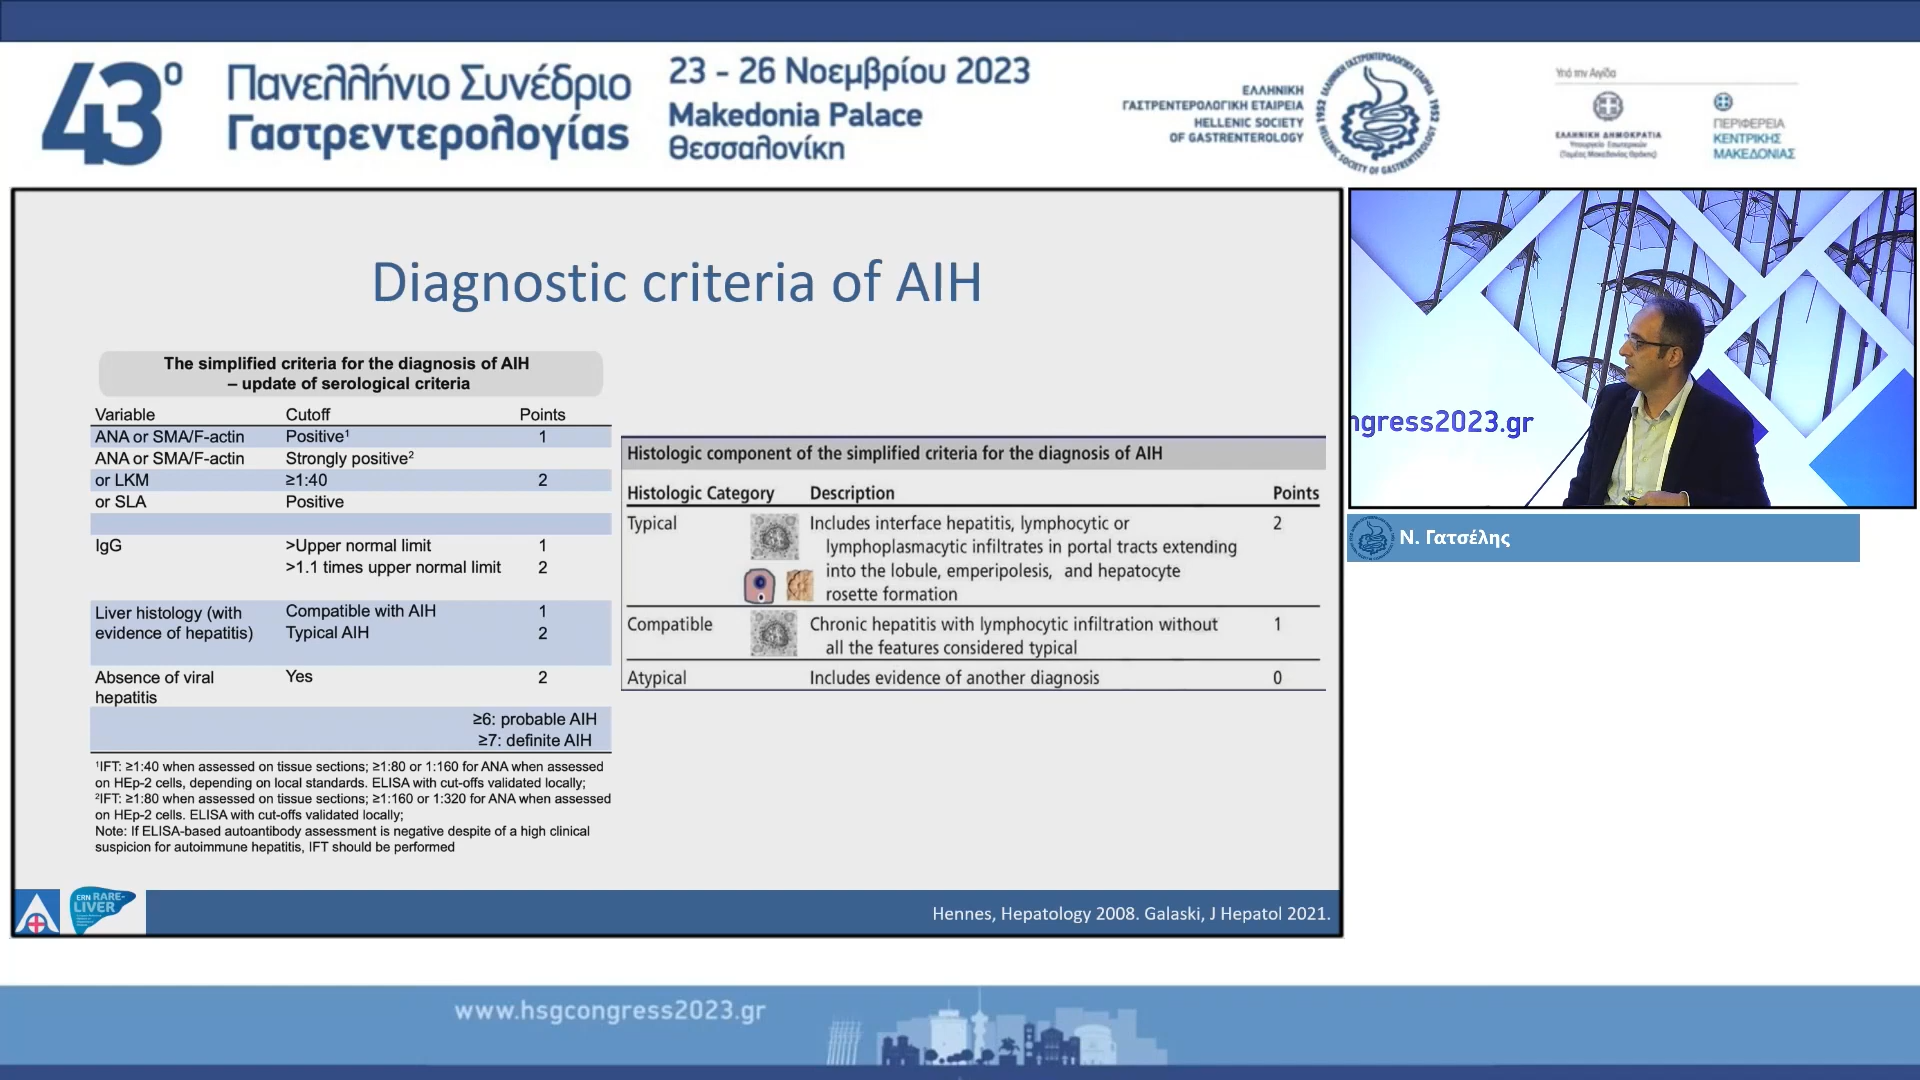 43º
Πανελλήνιο Συνέδριο
Γαστρεντερολογίας
23 - 26 Νοεμβρίου 2023
Makedonia Palace
Θεσσαλονίκη
ΕΛΛΗΝΙΚΗ
ΓΑΣΤΡΕΝΤΕΡΟΛΟΓΙΚΗ ΕΤΑΙΡΕΙΑ
HELLENIC SOCIETY
OF GASTRENTEROLOGY
ΕΛΛΗΝΙΚΗ ΓΑΣΤΡΕΝΤΕΡΟΛΟΓΙΚΗ ΕΤΑΙΡΕΙΑ
1952 HELLENIC SOCIETY OF GASTRENTEROLOGY 1952
Υπό την Αιγίδα
ΕΛΛΗΝΙΚΗ ΔΗΜΟΚΡΑΤΙΑ
Υπουργείο Εσωτερικών
(Τομέας Μακεδονίας Θράκης)
ΠΕΡΙΦΕΡΕΙΑ
ΚΕΝΤΡΙΚΗΣ
ΜΑΚΕΔΟΝΙΑΣ
Diagnostic criteria of AIH
The simplified criteria for the diagnosis of AIH
– update of serological criteria
Variable Cutoff Points
ANA or SMA/F-actin Positive¹ 1
ANA or SMA/F-actin Strongly positive²
or LKM ≥1:40 2
or SLA Positive
IgG >Upper normal limit 1
>1.1 times upper normal limit 2
Liver histology (with Compatible with AIH 1
evidence of hepatitis) Typical AIH 2
Absence of viral Yes 2
hepatitis
≥6: probable AIH
≥7: definite AIH
¹IFT: ≥1:40 when assessed on tissue sections; ≥1:80 or 1:160 for ANA when assessed
on HEp-2 cells, depending on local standards. ELISA with cut-offs validated locally;
²IFT: ≥1:80 when assessed on tissue sections; ≥1:160 or 1:320 for ANA when assessed
on HEp-2 cells. ELISA with cut-offs validated locally;
Note: If ELISA-based autoantibody assessment is negative despite of a high clinical
suspicion for autoimmune hepatitis, IFT should be performed
Histologic component of the simplified criteria for the diagnosis of AIH
Histologic Category Description Points
Typical Includes interface hepatitis, lymphocytic or 2
lymphoplasmacytic infiltrates in portal tracts extending
into the lobule, emperipolesis, and hepatocyte
rosette formation
Compatible Chronic hepatitis with lymphocytic infiltration without 1
all the features considered typical
Atypical Includes evidence of another diagnosis 0
ERN RARE-
LIVER
Hennes, Hepatology 2008. Galaski, J Hepatol 2021.
ngress2023.gr
Ν. Γατσέλης
www.hsgcongress2023.gr